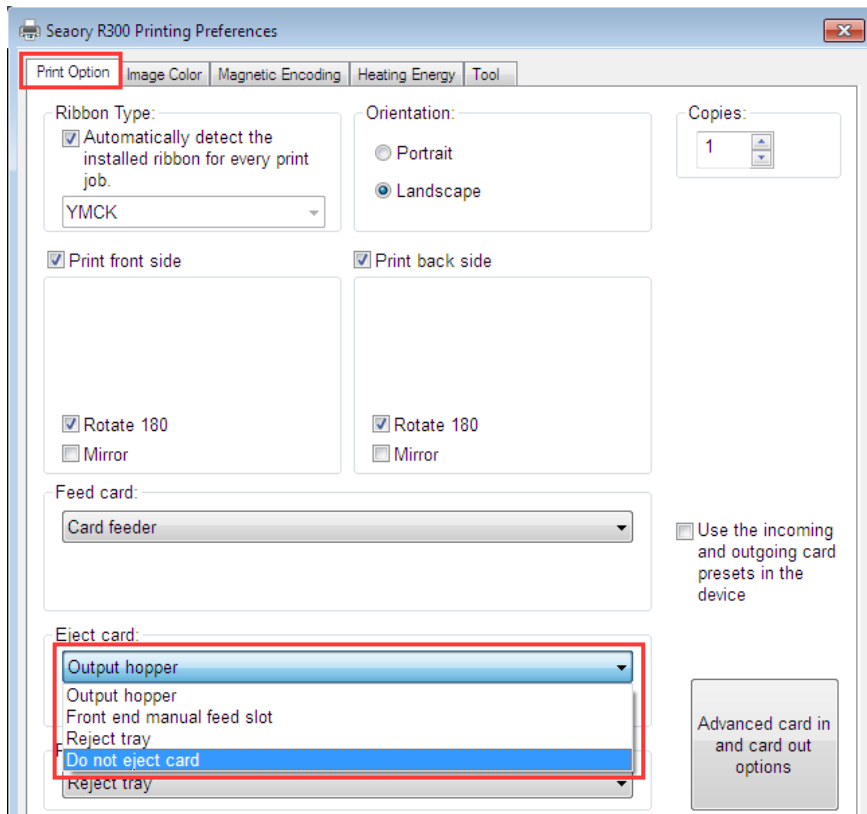 Seaory R300 Printing Preferences
Print Option
Image Color
Magnetic Encoding
Heating Energy
Tool
Ribbon Type:
Automatically detect the
installed ribbon for every print
job.
YMCK
Orientation:
Portrait
Landscape
Copies:
1
Print front side
Rotate 180
Mirror
Print back side
Rotate 180
Mirror
Feed card:
Card feeder
Use the incoming
and outgoing card
presets in the
device
Eject card:
Output hopper
Output hopper
Front end manual feed slot
Reject tray
Do not eject card
Reject tray
Advanced card in
and card out
options